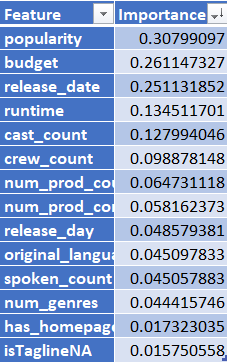 Feature Importance
popularity 0.30799097
budget 0.261147327
release_date 0.251131852
runtime 0.134511701
cast_count 0.127994046
crew_count 0.098878148
num_prod_cou 0.064731118
num_prod_co 0.058162373
release_day 0.048579381
original_langua 0.045097833
spoken_count 0.045057883
num_genres 0.044415746
has_homepage 0.017323035
isTaglineNA 0.015750558